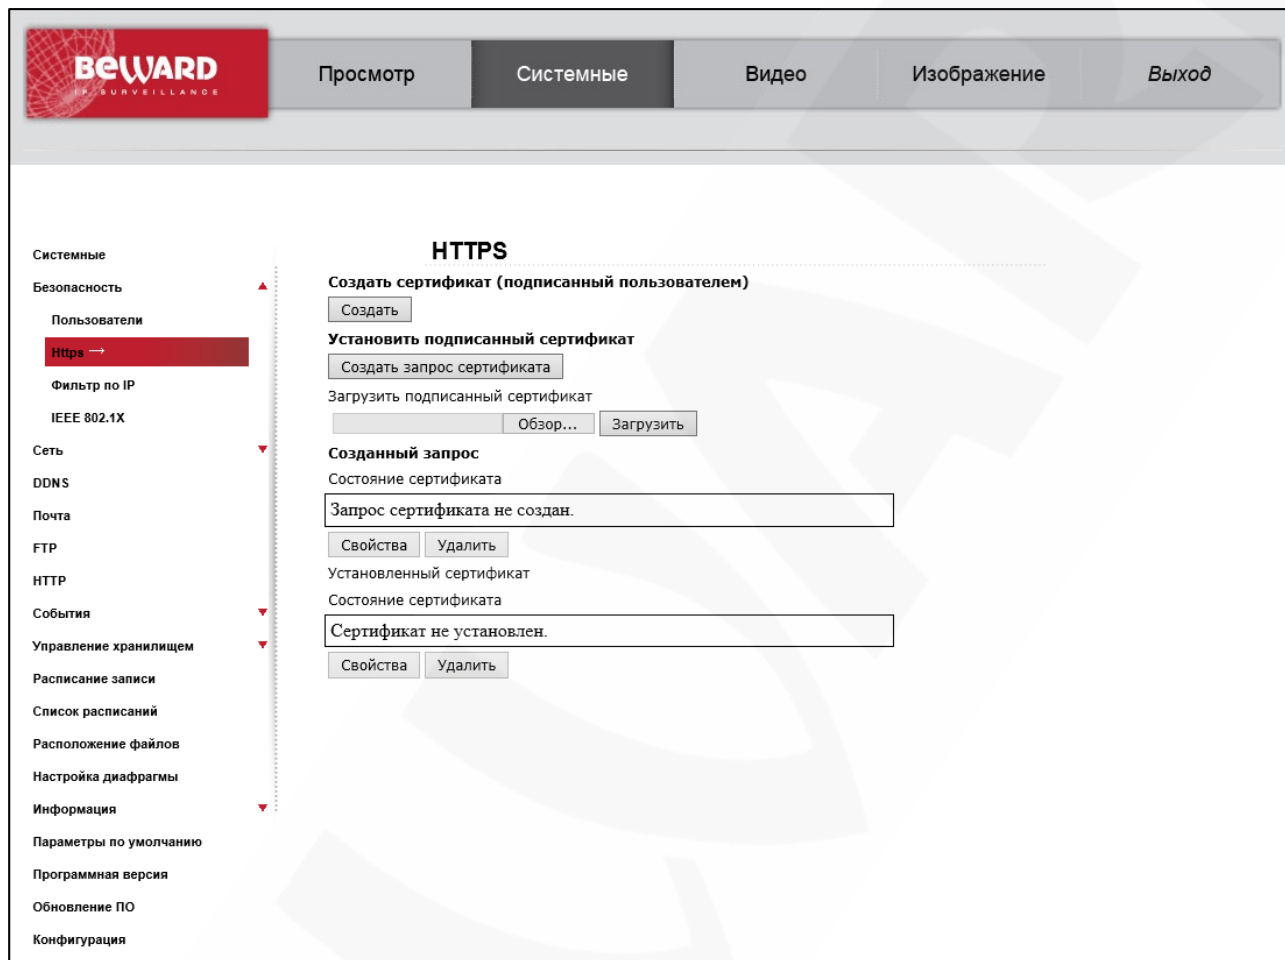 BEWARD
IP SURVEILLANCE
Просмотр
Системные
Видео
Изображение
Выход
Системные
Безопасность
Пользователи
Https →
Фильтр по IP
IEEE 802.1X
Сеть
DDNS
Почта
FTP
HTTP
События
Управление хранилищем
Расписание записи
Список расписаний
Расположение файлов
Настройка диафрагмы
Информация
Параметры по умолчанию
Программная версия
Обновление ПО
Конфигурация
HTTPS
Создать сертификат (подписанный пользователем)
Создать
Установить подписанный сертификат
Создать запрос сертификата
Загрузить подписанный сертификат
Обзор... Загрузить
Созданный запрос
Состояние сертификата
Запрос сертификата не создан.
Свойства Удалить
Установленный сертификат
Состояние сертификата
Сертификат не установлен.
Свойства Удалить